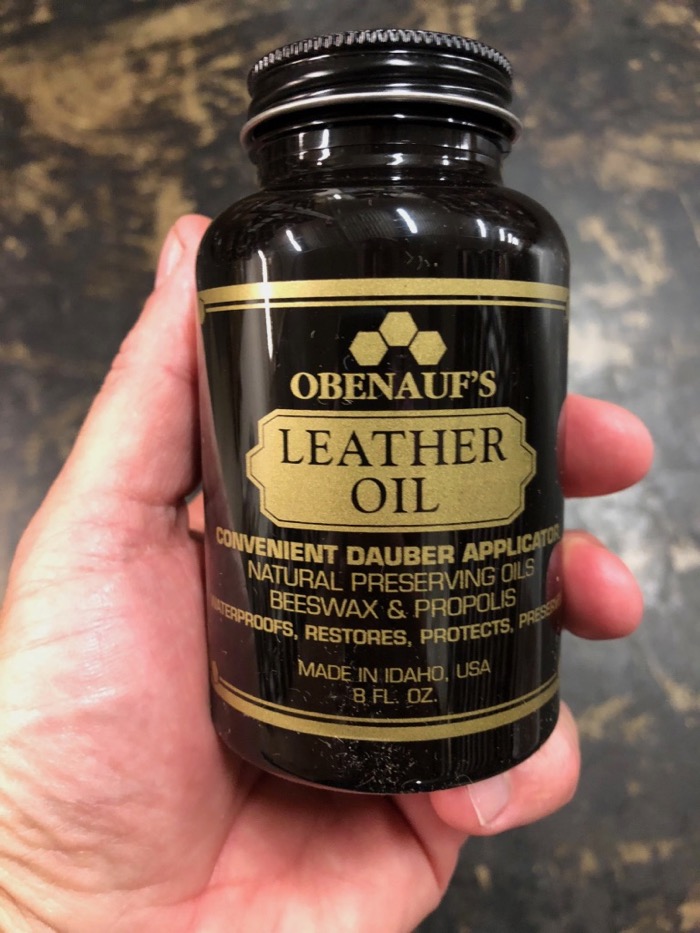 OBENAUF'S
LEATHER
OIL
CONVENIENT DAUBER APPLICATOR
NATURAL PRESERVING OILS
BEESWAX & PROPOLIS
WATERPROOFS, RESTORES, PROTECTS,
MADE IN IDAHO, USA
8 FL. OZ.